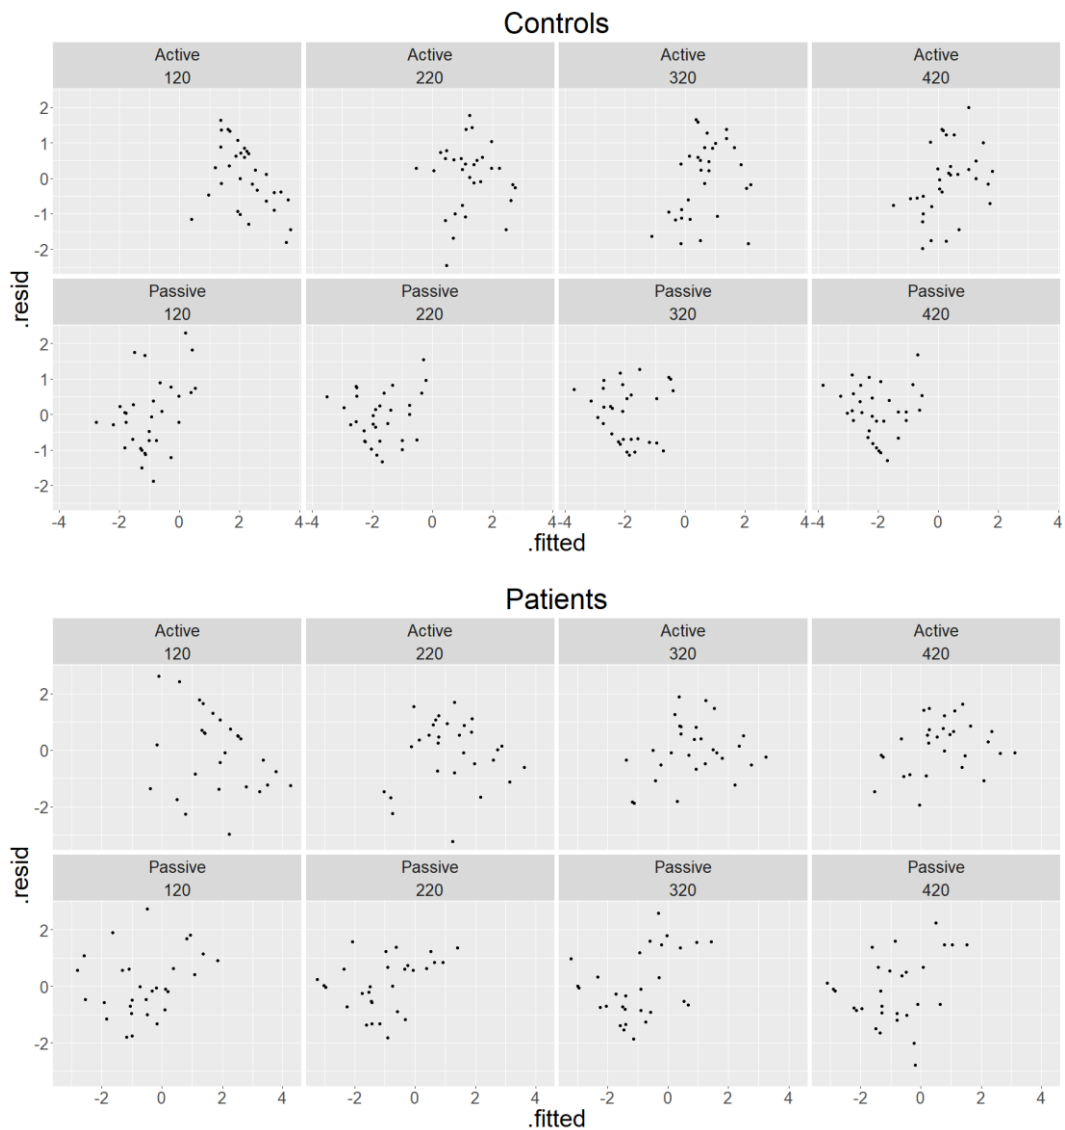 Controls
Active Active Active Active
120 220 320 420
2
1
0
-1
-2
.resid
Passive Passive Passive Passive
120 220 320 420
2
1
0
-1
-2
-4 -2 0 2 4 -4 -2 0 2 4 -4 -2 0 2 4 -4 -2 0 2 4
.fitted
Patients
Active Active Active Active
120 220 320 420
2
0
-2
.resid
Passive Passive Passive Passive
120 220 320 420
2
0
-2
-2 0 2 4 -2 0 2 4 -2 0 2 4 -2 0 2 4
.fitted